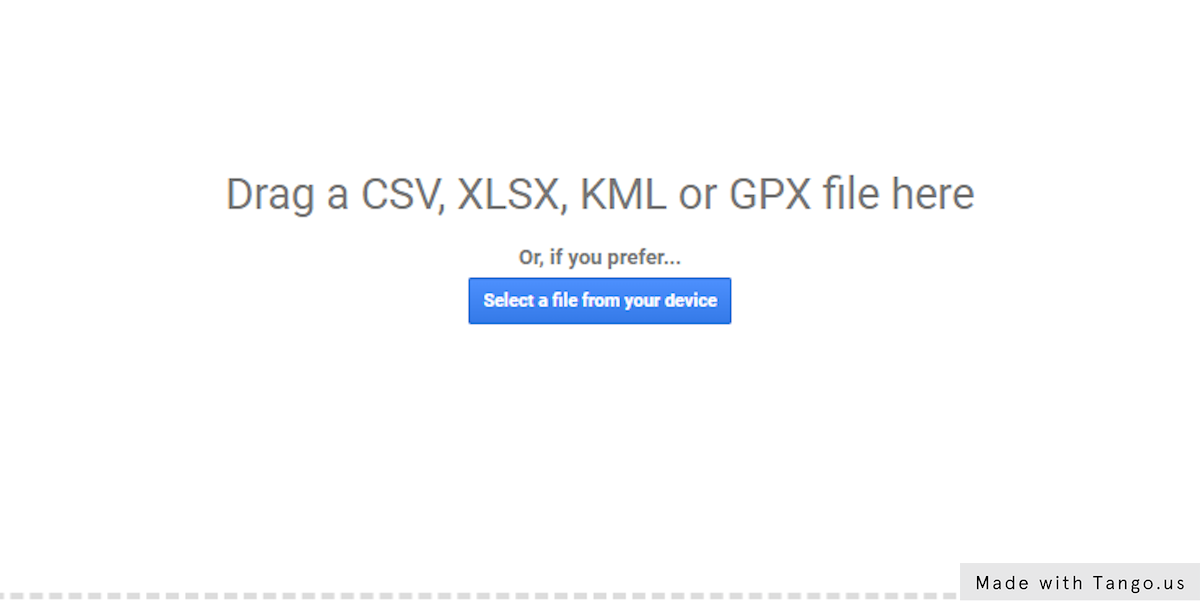 Drag a CSV, XLSX, KML or GPX file here
Or, if you prefer...
Select a file from your device
Made with Tango.us